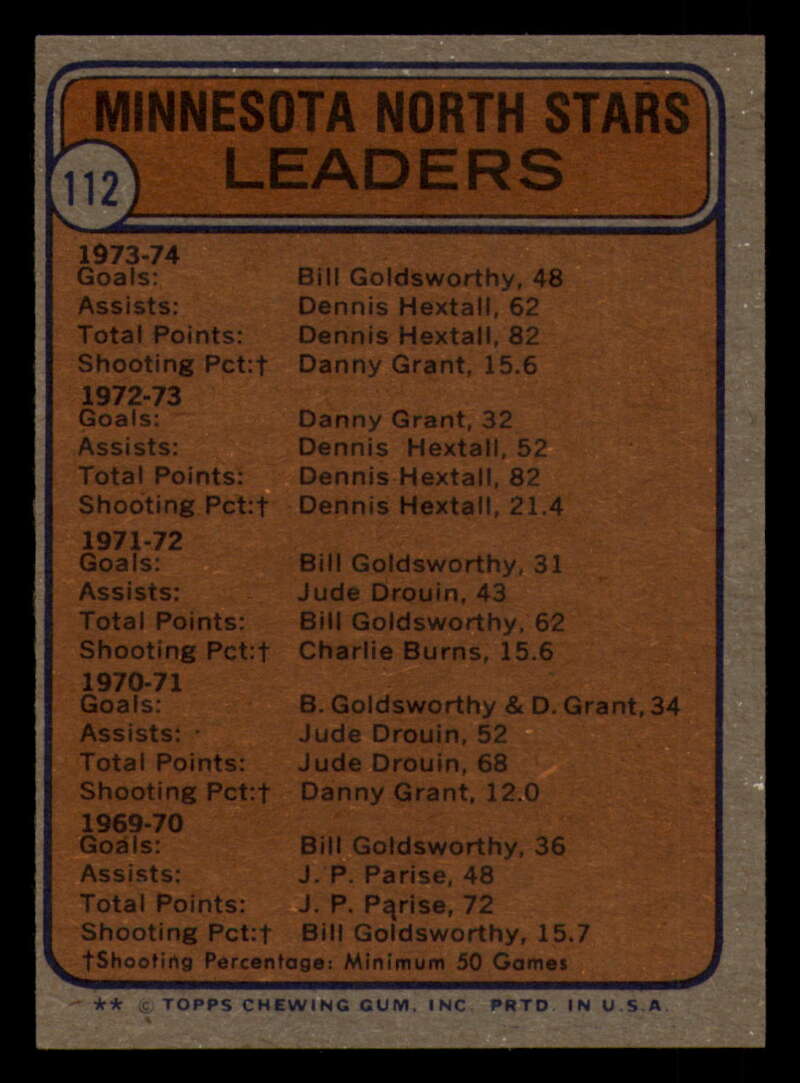 MINNESOTA NORTH STARS
LEADERS
112
1973-74
Goals: Bill Goldsworthy, 48
Assists: Dennis Hextall, 62
Total Points: Dennis Hextall, 82
Shooting Pct:† Danny Grant, 15.6
1972-73
Goals: Danny Grant, 32
Assists: Dennis Hextall, 52
Total Points: Dennis Hextall, 82
Shooting Pct:† Dennis Hextall, 21.4
1971-72
Goals: Bill Goldsworthy, 31
Assists: Jude Drouin, 43
Total Points: Bill Goldsworthy, 62
Shooting Pct:† Charlie Burns, 15.6
1970-71
Goals: B. Goldsworthy & D. Grant, 34
Assists: Jude Drouin, 52
Total Points: Jude Drouin, 68
Shooting Pct:† Danny Grant, 12.0
1969-70
Goals: Bill Goldsworthy, 36
Assists: J. P. Parise, 48
Total Points: J. P. Parise, 72
Shooting Pct:† Bill Goldsworthy, 15.7
†Shooting Percentage: Minimum 50 Games
** © TOPPS CHEWING GUM, INC. PRTD. IN U.S.A.